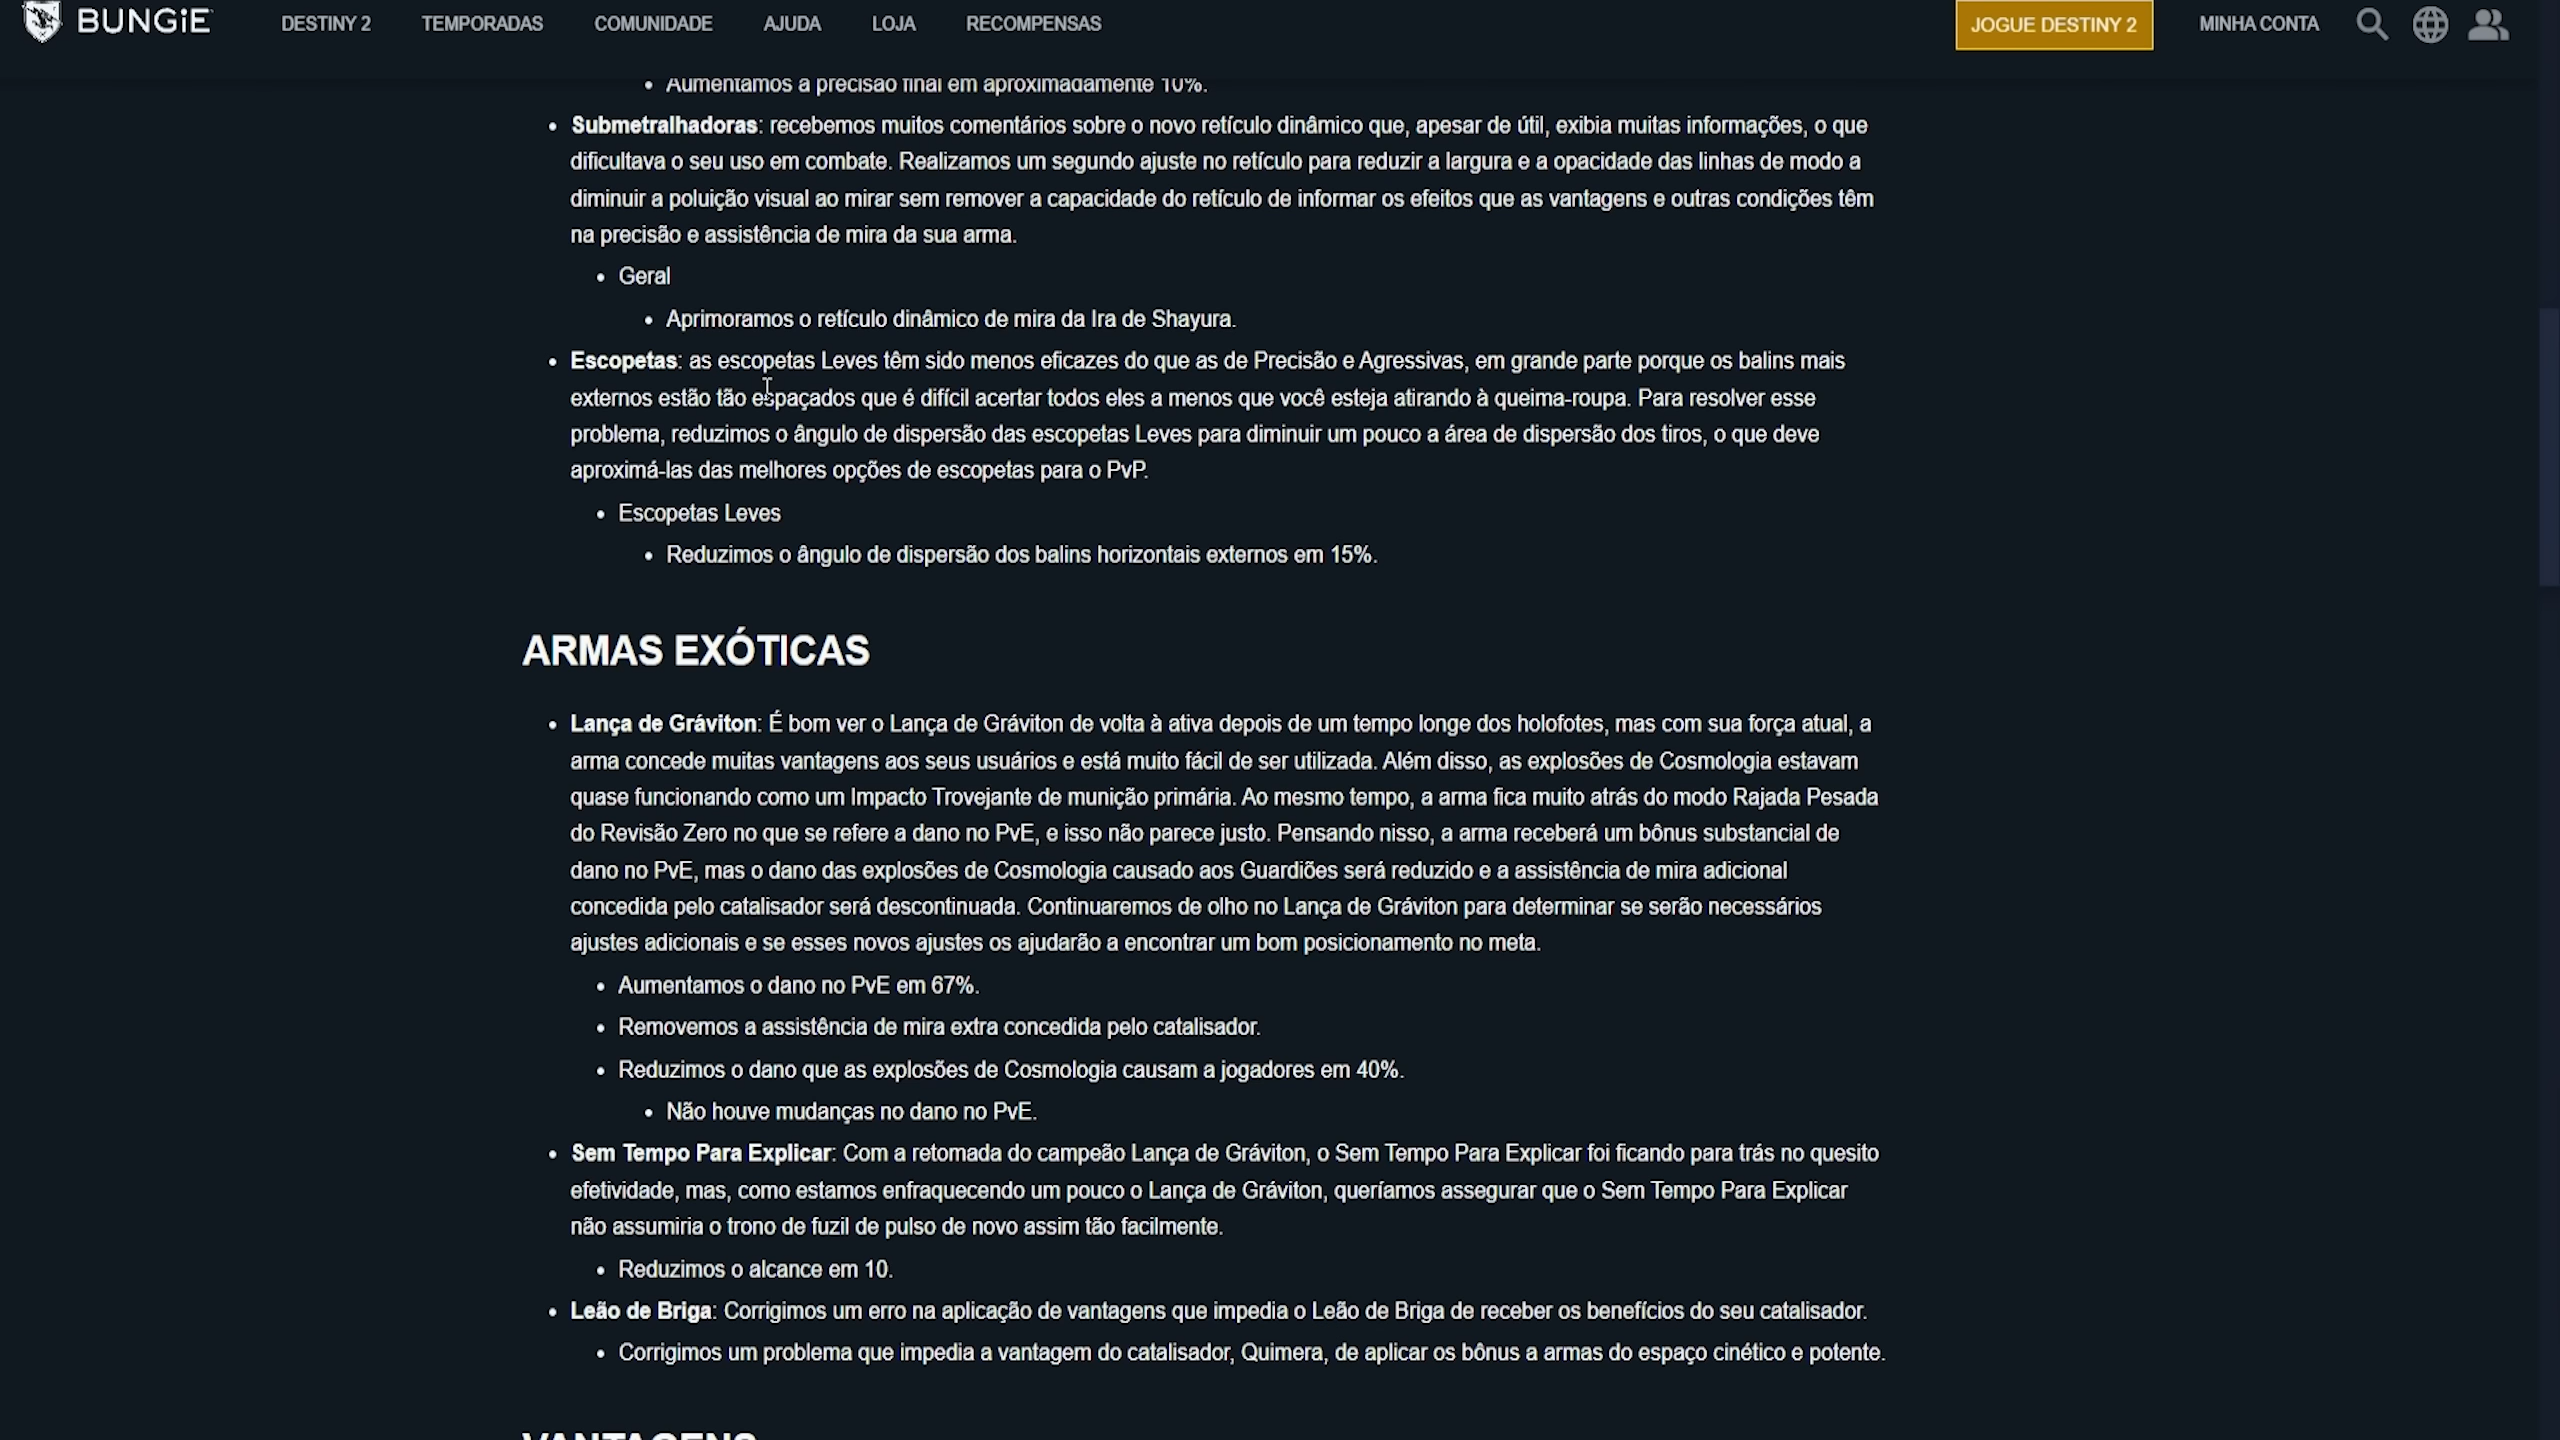 BUNGiE
DESTINY 2
TEMPORADAS
COMUNIDADE
AJUDA
LOJA
RECOMPENSAS
JOGUE DESTINY 2
MINHA CONTA
• Aumentamos a precisão final em aproximadamente 10%.
• Submetralhadoras: recebemos muitos comentários sobre o novo retículo dinâmico que, apesar de útil, exibia muitas informações, o que
dificultava o seu uso em combate. Realizamos um segundo ajuste no retículo para reduzir a largura e a opacidade das linhas de modo a
diminuir a poluição visual ao mirar sem remover a capacidade do retículo de informar os efeitos que as vantagens e outras condições têm
na precisão e assistência de mira da sua arma.
• Geral
• Aprimoramos o retículo dinâmico de mira da Ira de Shayura.
• Escopetas: as escopetas Leves têm sido menos eficazes do que as de Precisão e Agressivas, em grande parte porque os balins mais
externos estão tão espaçados que é difícil acertar todos eles a menos que você esteja atirando à queima-roupa. Para resolver esse
problema, reduzimos o ângulo de dispersão das escopetas Leves para diminuir um pouco a área de dispersão dos tiros, o que deve
aproximá-las das melhores opções de escopetas para o PvP.
• Escopetas Leves
• Reduzimos o ângulo de dispersão dos balins horizontais externos em 15%.
ARMAS EXÓTICAS
• Lança de Gráviton: É bom ver o Lança de Gráviton de volta à ativa depois de um tempo longe dos holofotes, mas com sua força atual, a
arma concede muitas vantagens aos seus usuários e está muito fácil de ser utilizada. Além disso, as explosões de Cosmologia estavam
quase funcionando como um Impacto Trovejante de munição primária. Ao mesmo tempo, a arma fica muito atrás do modo Rajada Pesada
do Revisão Zero no que se refere a dano no PvE, e isso não parece justo. Pensando nisso, a arma receberá um bônus substancial de
dano no PvE, mas o dano das explosões de Cosmologia causado aos Guardiões será reduzido e a assistência de mira adicional
concedida pelo catalisador será descontinuada. Continuaremos de olho no Lança de Gráviton para determinar se serão necessários
ajustes adicionais e se esses novos ajustes os ajudarão a encontrar um bom posicionamento no meta.
• Aumentamos o dano no PvE em 67%.
• Removemos a assistência de mira extra concedida pelo catalisador.
• Reduzimos o dano que as explosões de Cosmologia causam a jogadores em 40%.
• Não houve mudanças no dano no PvE.
• Sem Tempo Para Explicar: Com a retomada do campeão Lança de Gráviton, o Sem Tempo Para Explicar foi ficando para trás no quesito
efetividade, mas, como estamos enfraquecendo um pouco o Lança de Gráviton, queríamos assegurar que o Sem Tempo Para Explicar
não assumiria o trono de fuzil de pulso de novo assim tão facilmente.
• Reduzimos o alcance em 10.
• Leão de Briga: Corrigimos um erro na aplicação de vantagens que impedia o Leão de Briga de receber os benefícios do seu catalisador.
• Corrigimos um problema que impedia a vantagem do catalisador, Quimera, de aplicar os bônus a armas do espaço cinético e potente.
VANTAGENS